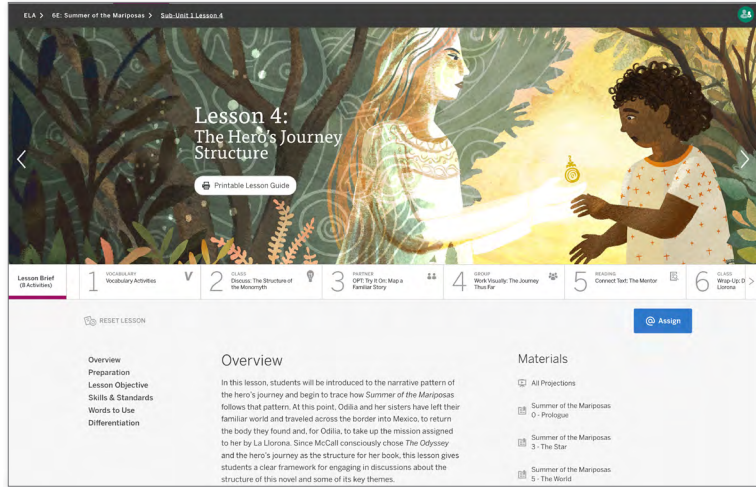 ELA > 6E: Summer of the Mariposas > Sub-Unit 1 Lesson 4
Lesson 4:
The Hero's Journey
Structure
Printable Lesson Guide
Lesson Brief
(8 Activities)
1
VOCABULARY
Vocabulary Activities
2
CLASS
Discuss: The Structure of
the Monomyth
3
PARTNER
OPT: Try It On: Map a
Familiar Story
4
GROUP
Work Visually: The Journey
Thus Far
5
READING
Connect Text: The Mentor
6
CLASS
Wrap-Up: D
Llorona
RESET LESSON
@ Assign
Overview
Preparation
Lesson Objective
Skills & Standards
Words to Use
Differentiation
Overview
In this lesson, students will be introduced to the narrative pattern of
the hero's journey and begin to trace how Summer of the Mariposas
follows that pattern. At this point, Odilia and her sisters have left their
familiar world and traveled across the border into Mexico, to return
the body they found and, for Odilia, to take up the mission assigned
to her by La Llorona. Since McCall consciously chose The Odyssey
and the hero's journey as the structure for her book, this lesson gives
students a clear framework for engaging in discussions about the
structure of this novel and some of its key themes.
Materials
All Projections
Summer of the Mariposas
0 - Prologue
Summer of the Mariposas
3 - The Star
Summer of the Mariposas
5 - The World